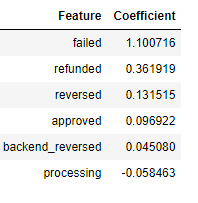 Feature Coefficient
failed 1.100716
refunded 0.361919
reversed 0.131515
approved 0.096922
backend_reversed 0.045080
processing -0.058463